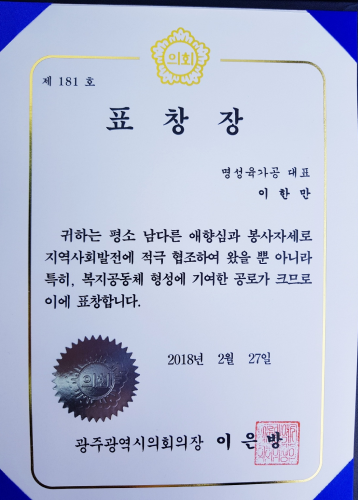 의회
제 181 호
표 창 장
명성육가공 대표
이 한 만
귀하는 평소 남다른 애향심과 봉사자세로
지역사회발전에 적극 협조하여 왔을 뿐 아니라
특히, 복지공동체 형성에 기여한 공로가 크므로
이에 표창합니다.
2018년 2월 27일
의회
광주광역시의회의장 이 은 방